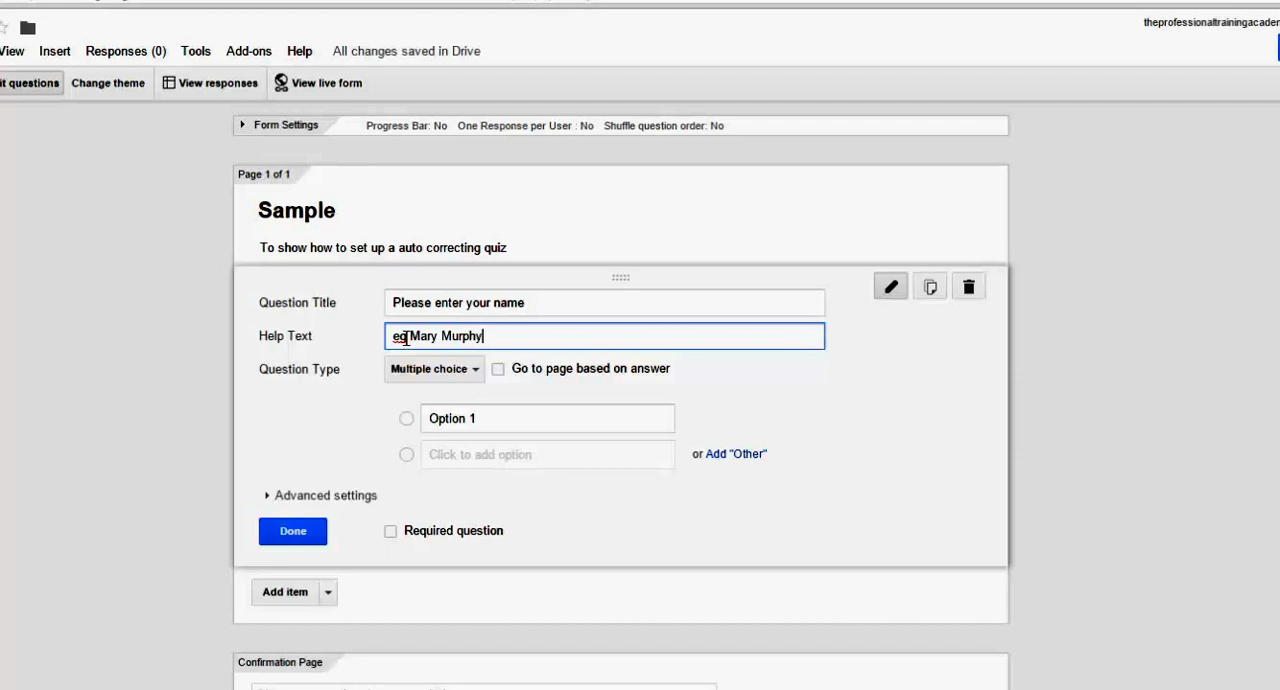 theprofessionaltrainingacadem
View Insert Responses (0) Tools Add-ons Help All changes saved in Drive
it questions Change theme View responses View live form
Form Settings Progress Bar: No One Response per User : No Shuffle question order: No
Page 1 of 1
Sample
To show how to set up a auto correcting quiz
Question Title Please enter your name
Help Text eg Mary Murphy
Question Type Multiple choice Go to page based on answer
Option 1
Click to add option or Add "Other"
Advanced settings
Done Required question
Add item
Confirmation Page